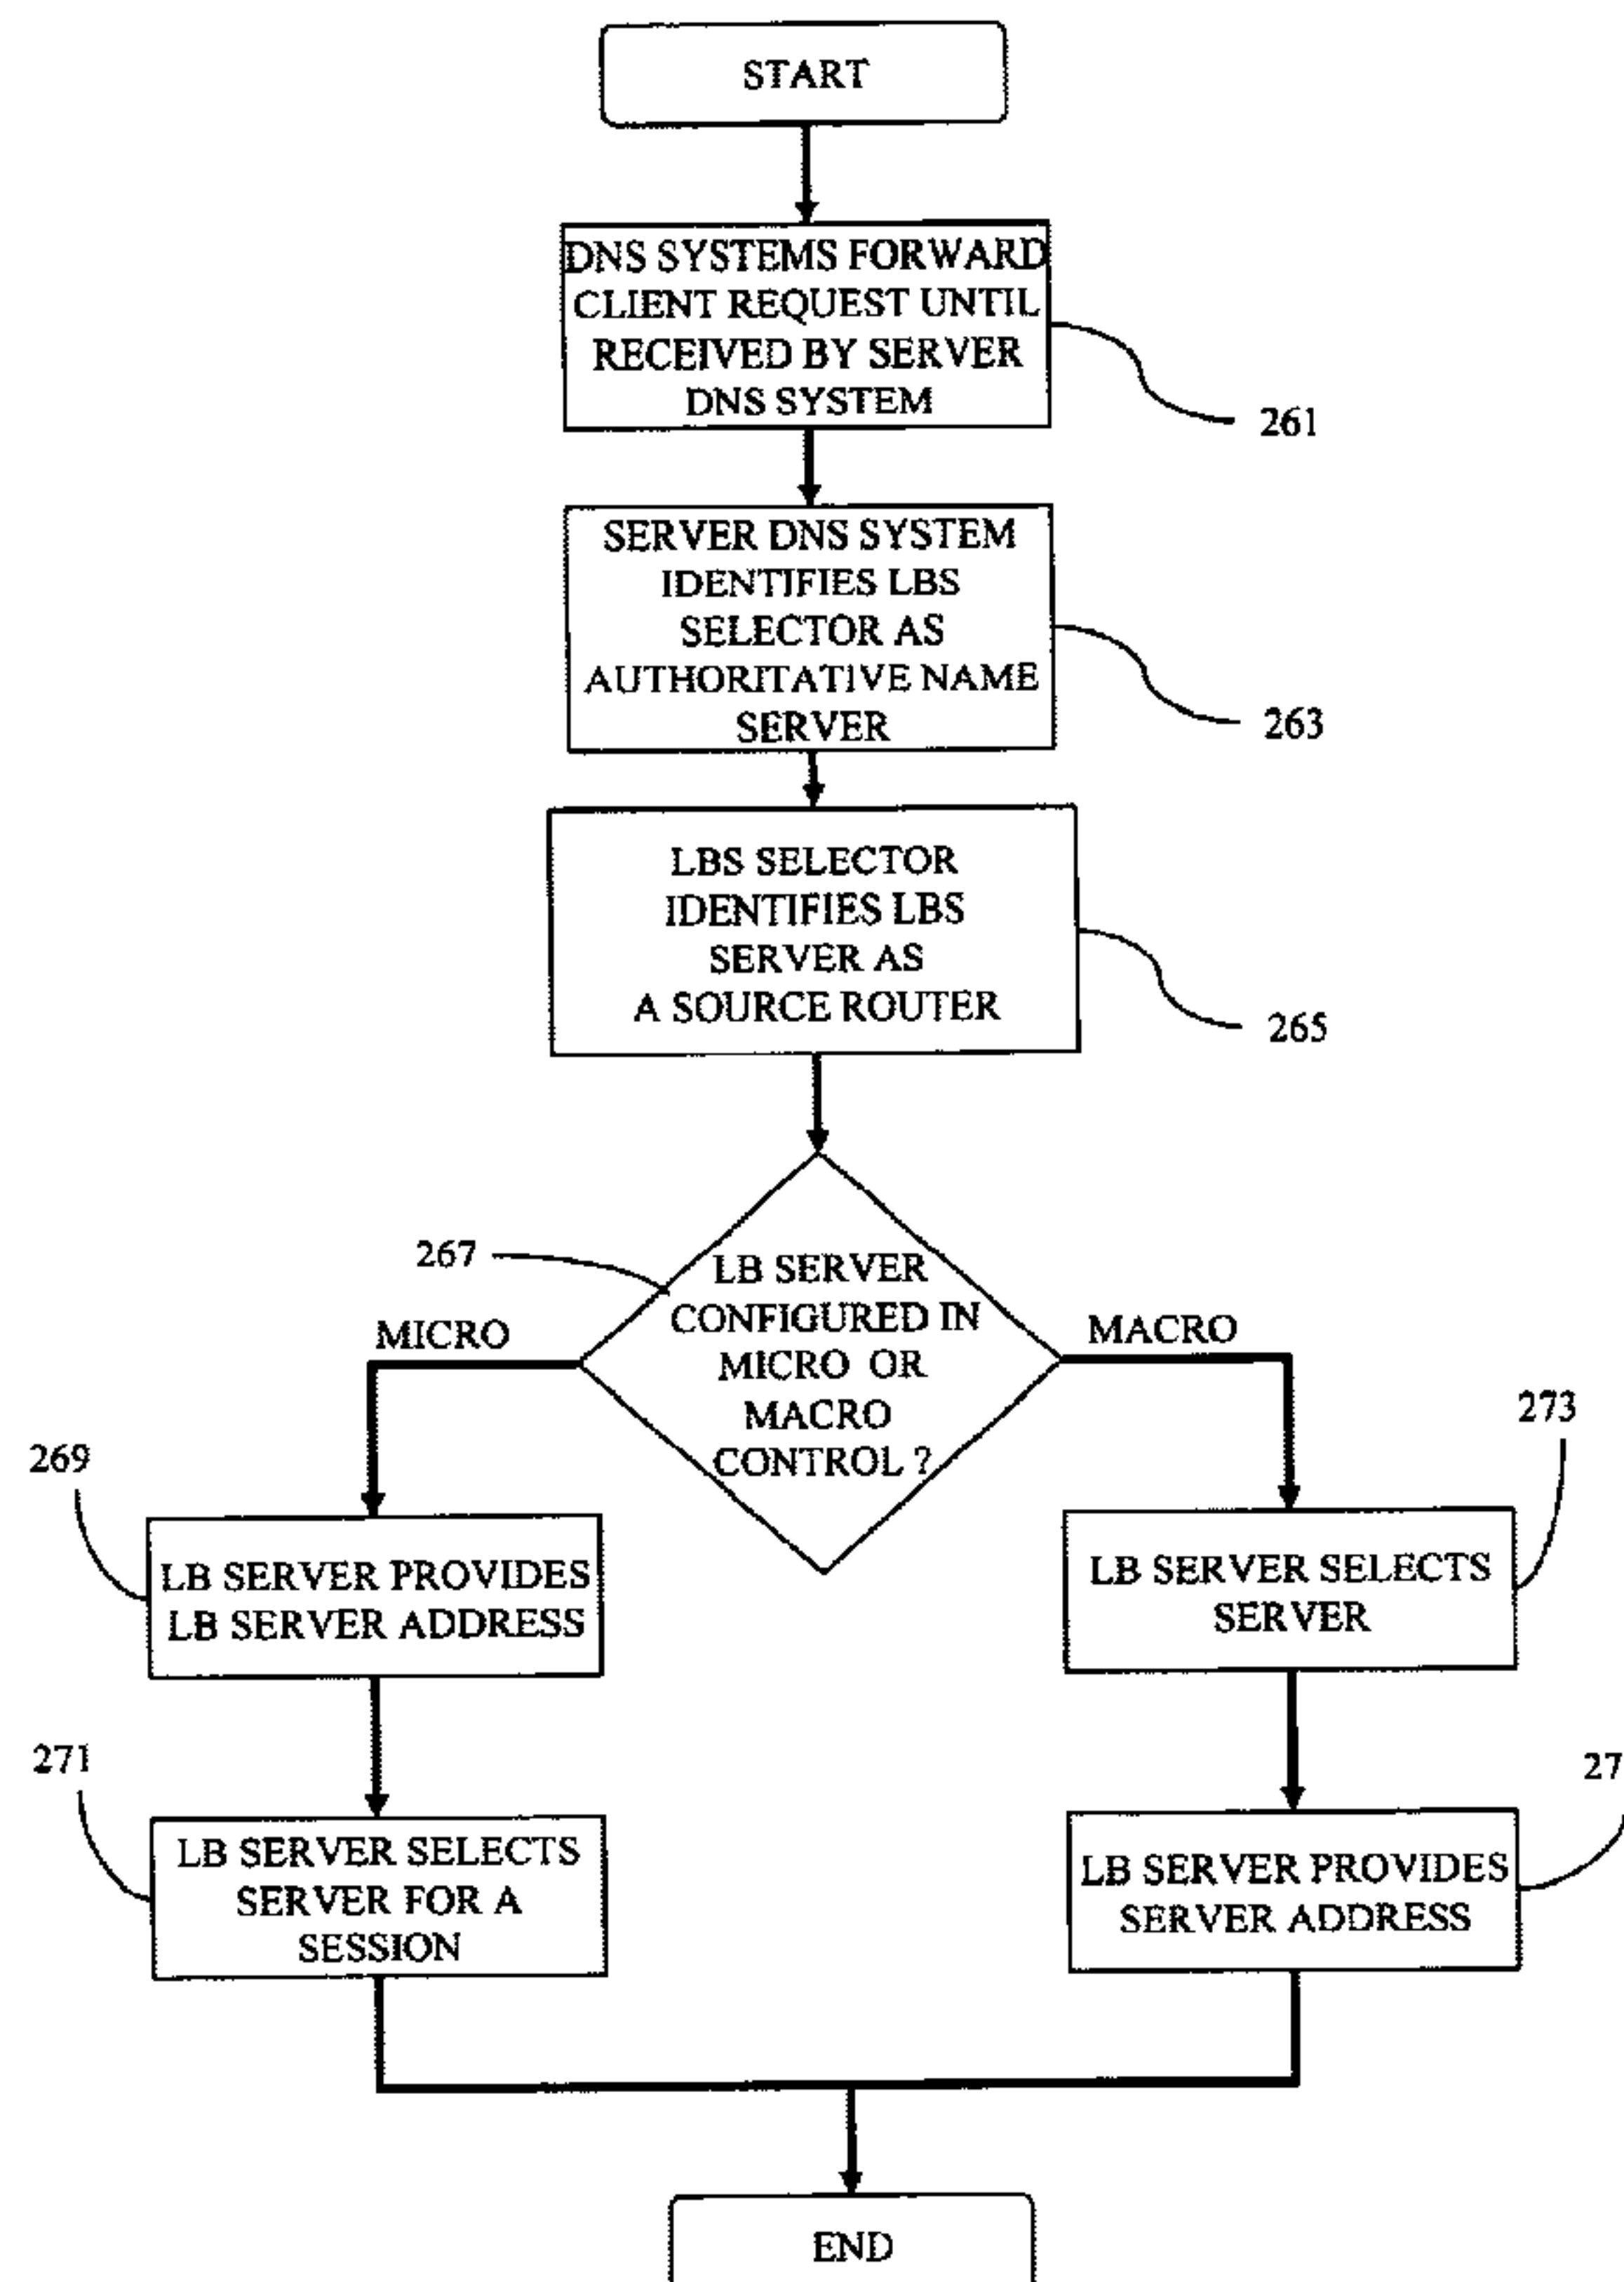 START
DNS SYSTEMS FORWARD
CLIENT REQUEST UNTIL
RECEIVED BY SERVER
DNS SYSTEM
261
SERVER DNS SYSTEM
IDENTIFIES LBS
SELECTOR AS
AUTHORITATIVE NAME
SERVER
263
LBS SELECTOR
IDENTIFIES LBS
SERVER AS
A SOURCE ROUTER
265
267
LB SERVER
CONFIGURED IN
MICRO OR
MACRO
CONTROL ?
MICRO
MACRO
269
LB SERVER PROVIDES
LB SERVER ADDRESS
273
LB SERVER SELECTS
SERVER
271
LB SERVER SELECTS
SERVER FOR A
SESSION
27
LB SERVER PROVIDES
SERVER ADDRESS
END